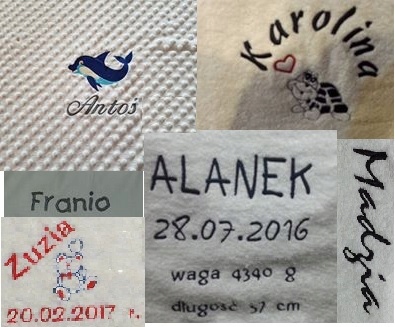 Antoś
Karolina
Franio
Zuzia
20.02.2017 r.
ALANEK
28.07.2016
waga 4340 g
długość 57 cm
Madzia